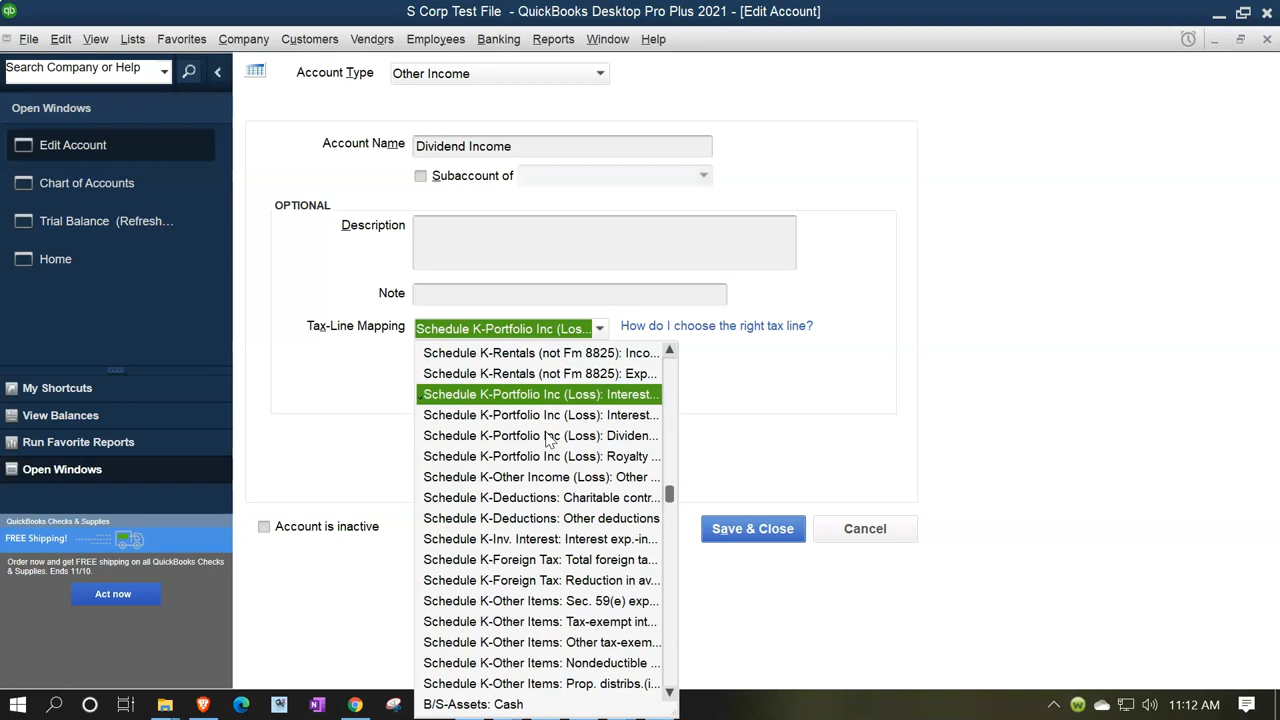 qb
S Corp Test File - QuickBooks Desktop Pro Plus 2021 - [Edit Account]
File Edit View Lists Favorites Company Customers Vendors Employees Banking Reports Window Help
Search Company or Help
Open Windows
Edit Account
Chart of Accounts
Trial Balance (Refresh...
Home
My Shortcuts
View Balances
Run Favorite Reports
Open Windows
QuickBooks Checks & Supplies
FREE Shipping!
Order now and get FREE shipping on all QuickBooks Checks
& Supplies. Ends 11/10.
Act now
Account Type Other Income
Account Name Dividend Income
Subaccount of
OPTIONAL
Description
Note
Tax-Line Mapping Schedule K-Portfolio Inc (Los... How do I choose the right tax line?
Schedule K-Rentals (not Fm 8825): Inco...
Schedule K-Rentals (not Fm 8825): Exp...
Schedule K-Portfolio Inc (Loss): Interest...
Schedule K-Portfolio Inc (Loss): Interest...
Schedule K-Portfolio Inc (Loss): Dividen...
Schedule K-Portfolio Inc (Loss): Royalty ...
Schedule K-Other Income (Loss): Other ...
Schedule K-Deductions: Charitable contr...
Schedule K-Deductions: Other deductions
Schedule K-Inv. Interest: Interest exp.-in...
Schedule K-Foreign Tax: Total foreign ta...
Schedule K-Foreign Tax: Reduction in av...
Schedule K-Other Items: Sec. 59(e) exp...
Schedule K-Other Items: Tax-exempt int...
Schedule K-Other Items: Other tax-exem...
Schedule K-Other Items: Nondeductible ...
Schedule K-Other Items: Prop. distribs.(i...
B/S-Assets: Cash
Account is inactive
Save & Close Cancel
11:12 AM